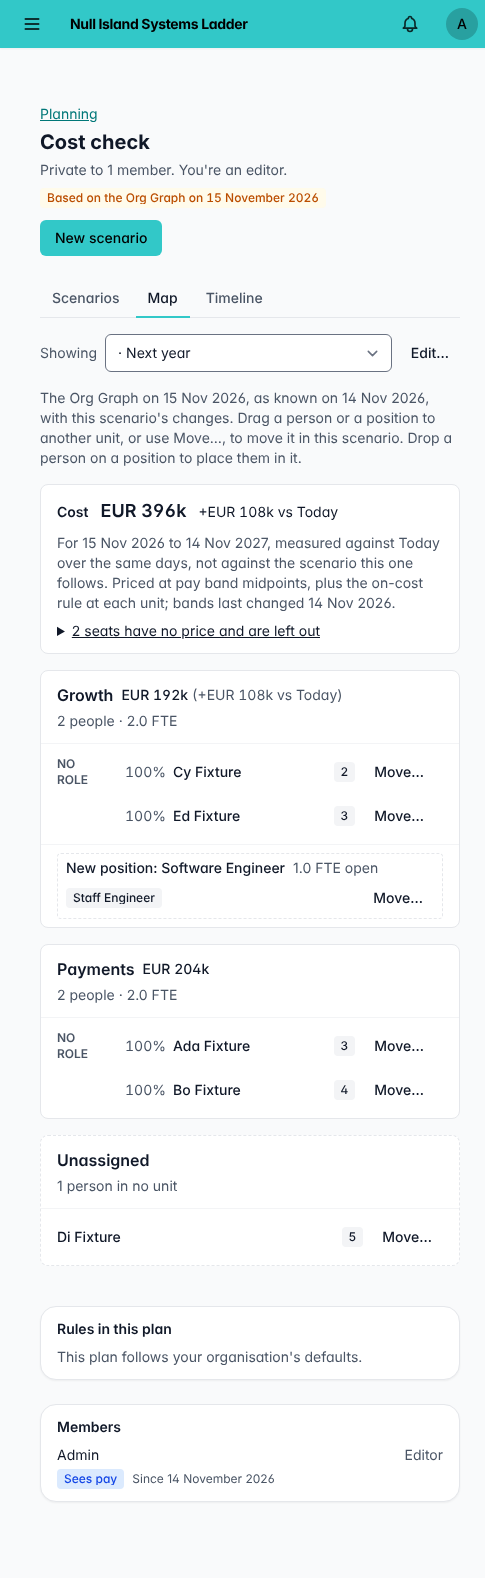 Null Island Systems Ladder
A
Planning
Cost check
Private to 1 member. You're an editor.
Based on the Org Graph on 15 November 2026
New scenario
Scenarios Map Timeline
Showing · Next year Edit...
The Org Graph on 15 Nov 2026, as known on 14 Nov 2026,
with this scenario's changes. Drag a person or a position to
another unit, or use Move..., to move it in this scenario. Drop a
person on a position to place them in it.
Cost EUR 396k +EUR 108k vs Today
For 15 Nov 2026 to 14 Nov 2027, measured against Today
over the same days, not against the scenario this one
follows. Priced at pay band midpoints, plus the on-cost
rule at each unit; bands last changed 14 Nov 2026.
2 seats have no price and are left out
Growth EUR 192k (+EUR 108k vs Today)
2 people · 2.0 FTE
NO ROLE
100% Cy Fixture 2 Move...
100% Ed Fixture 3 Move...
New position: Software Engineer 1.0 FTE open
Staff Engineer Move...
Payments EUR 204k
2 people · 2.0 FTE
NO ROLE
100% Ada Fixture 3 Move...
100% Bo Fixture 4 Move...
Unassigned
1 person in no unit
Di Fixture 5 Move...
Rules in this plan
This plan follows your organisation's defaults.
Members
Admin Editor
Sees pay Since 14 November 2026